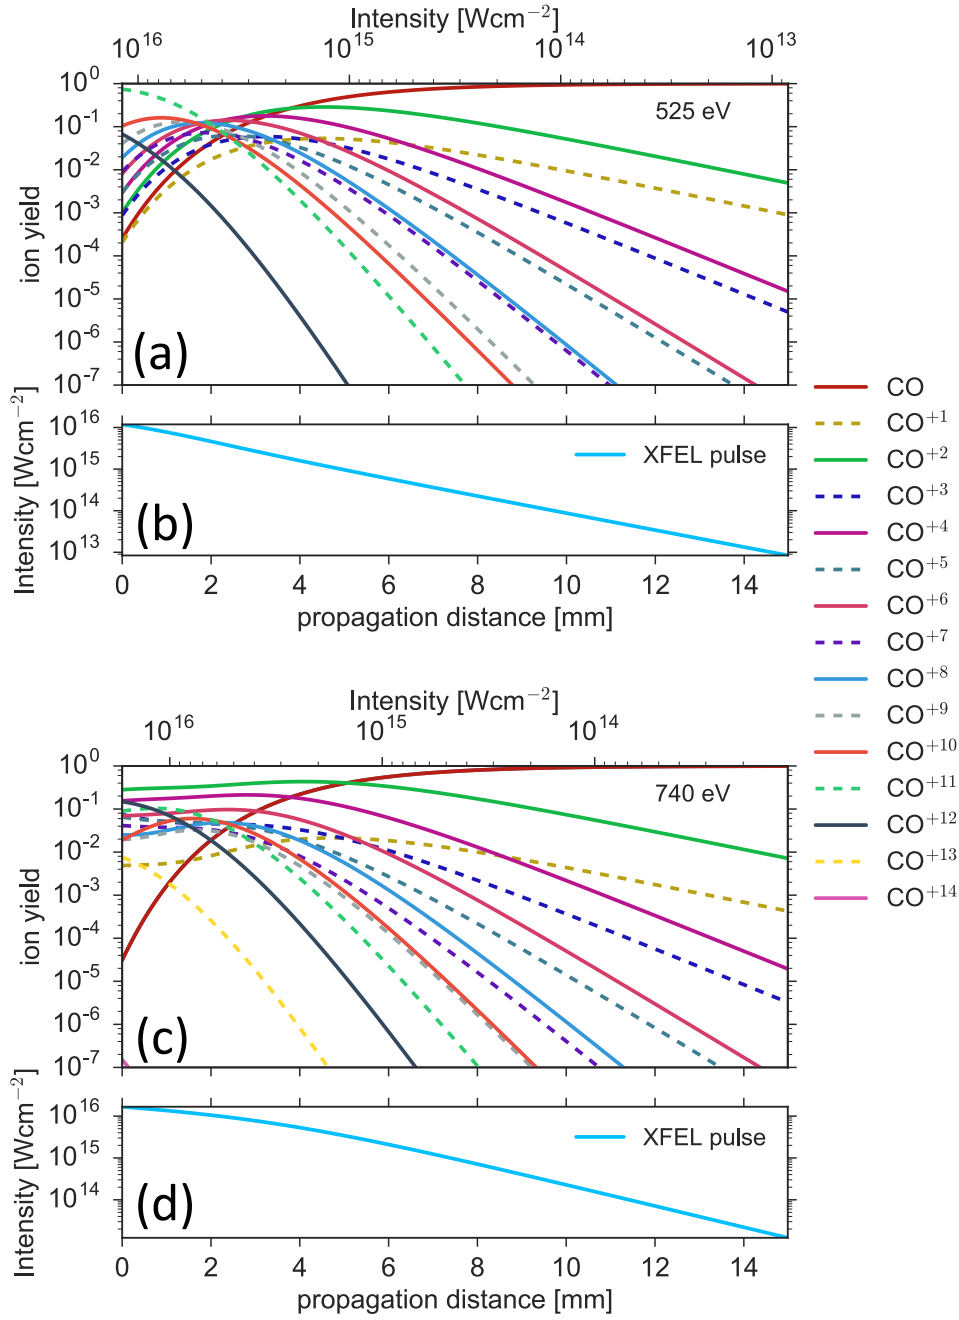 Intensity [Wcm⁻²]
10¹⁶ 10¹⁵ 10¹⁴ 10¹³
525 eV
ion yield
10⁰
10⁻¹
10⁻²
10⁻³
10⁻⁴
10⁻⁵
10⁻⁶
10⁻⁷
(a)
Intensity [Wcm⁻²]
10¹⁶
10¹⁵
10¹⁴
10¹³
XFEL pulse
(b)
0 2 4 6 8 10 12 14
propagation distance [mm]
CO
CO⁺¹
CO⁺²
CO⁺³
CO⁺⁴
CO⁺⁵
CO⁺⁶
CO⁺⁷
CO⁺⁸
CO⁺⁹
CO⁺¹⁰
CO⁺¹¹
CO⁺¹²
CO⁺¹³
CO⁺¹⁴
Intensity [Wcm⁻²]
10¹⁶ 10¹⁵ 10¹⁴
740 eV
ion yield
10⁰
10⁻¹
10⁻²
10⁻³
10⁻⁴
10⁻⁵
10⁻⁶
10⁻⁷
(c)
Intensity [Wcm⁻²]
10¹⁶
10¹⁵
10¹⁴
XFEL pulse
(d)
0 2 4 6 8 10 12 14
propagation distance [mm]